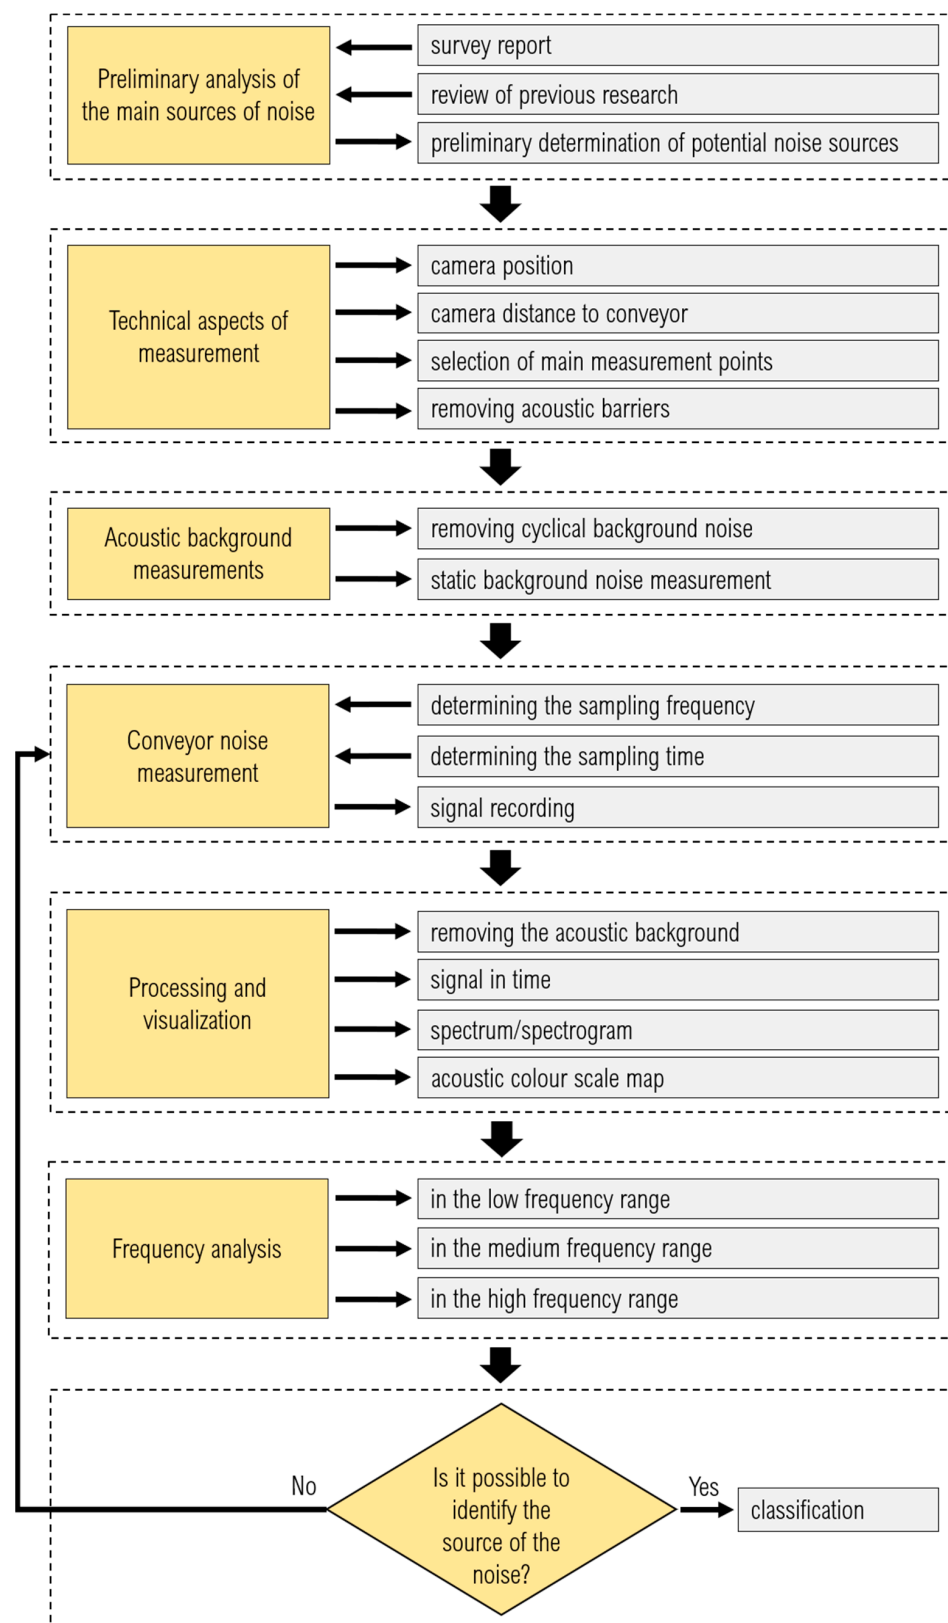 Preliminary analysis of
the main sources of noise
survey report
review of previous research
preliminary determination of potential noise sources
Technical aspects of
measurement
camera position
camera distance to conveyor
selection of main measurement points
removing acoustic barriers
Acoustic background
measurements
removing cyclical background noise
static background noise measurement
Conveyor noise
measurement
determining the sampling frequency
determining the sampling time
signal recording
Processing and
visualization
removing the acoustic background
signal in time
spectrum/spectrogram
acoustic colour scale map
Frequency analysis
in the low frequency range
in the medium frequency range
in the high frequency range
No
Is it possible to
identify the
source of the
noise?
Yes
classification